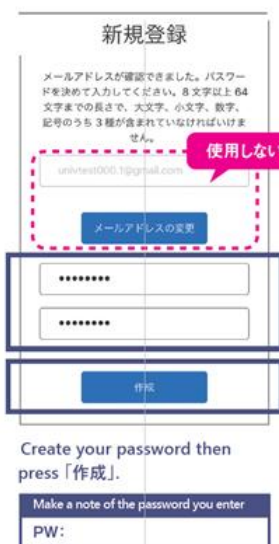 新規登録
メールアドレスが確認できました。パスワー
ドを決めて入力してください。8 文字以上 64
文字までの長さで、大文字、小文字、数字、
記号のうち 3 種が含まれていなければいけま
せん。
使用しない
univtest000.1@gmail.com
メールアドレスの変更
••••••••
••••••••
作成
Create your password then
press「作成」.
Make a note of the password you enter
PW: